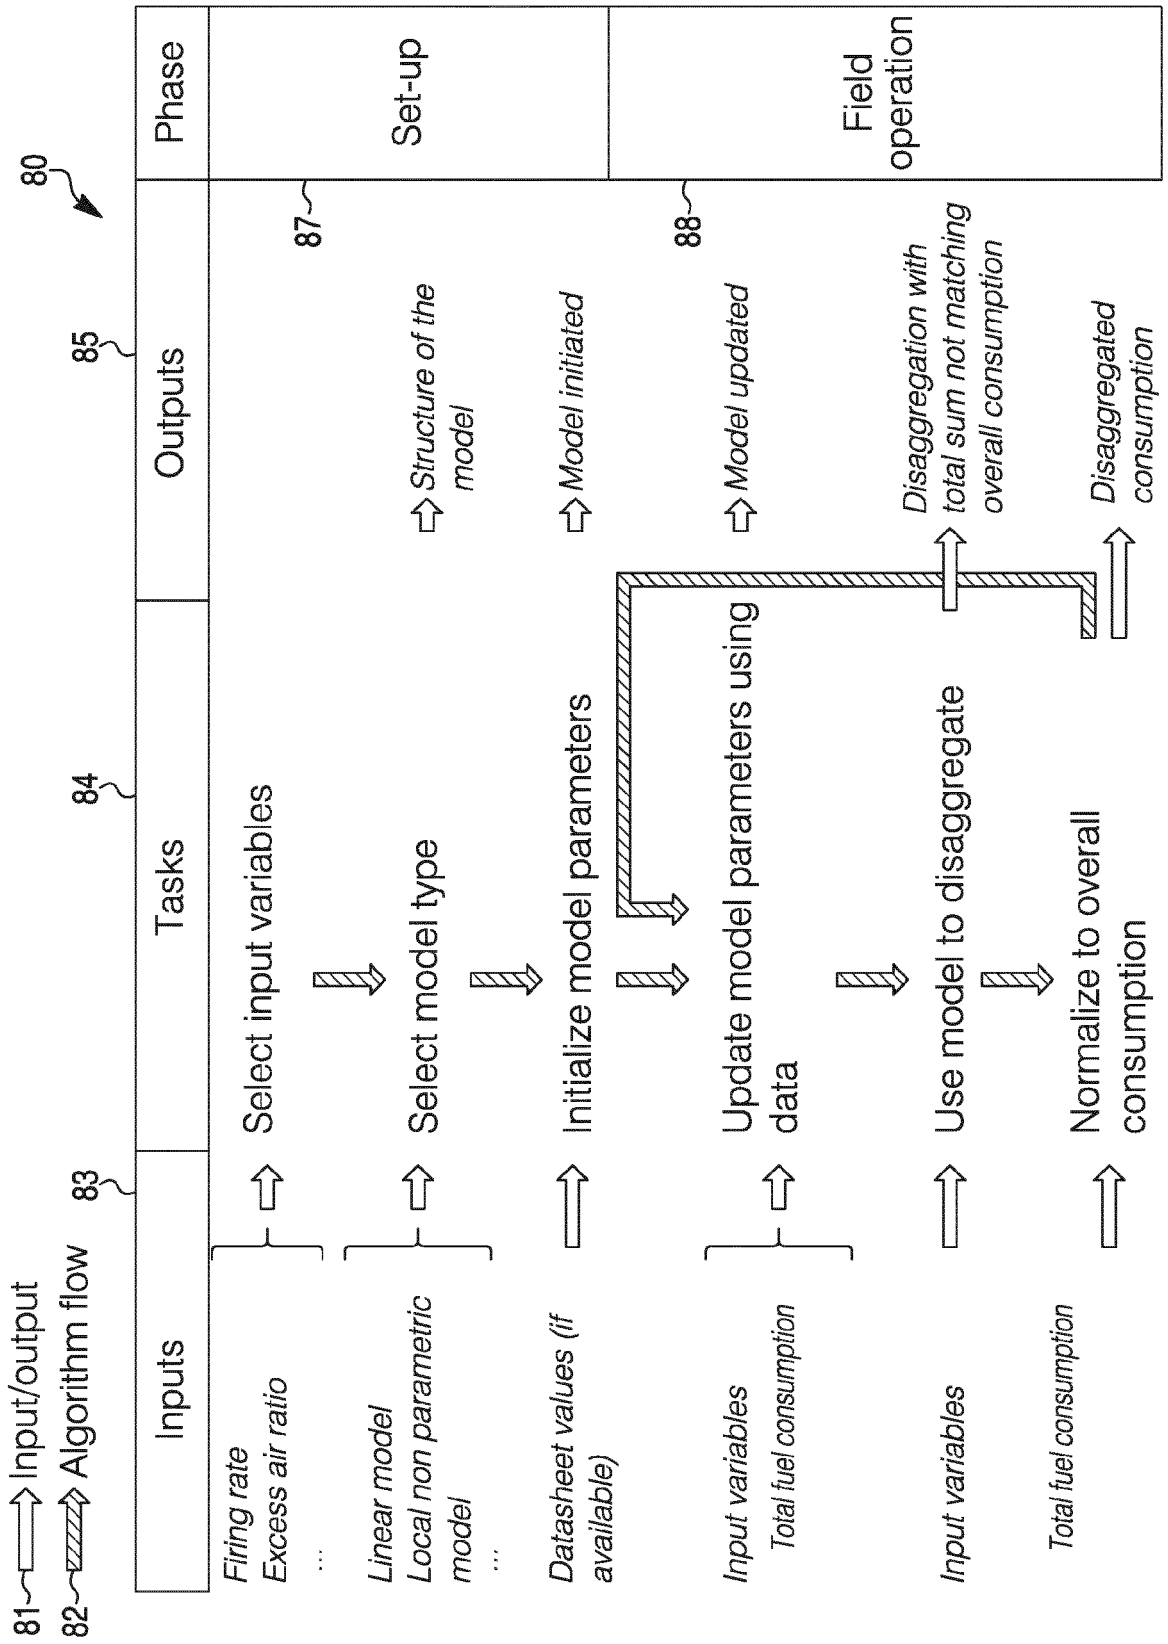 81 Input/output
82 Algorithm flow
80
83
84
85
Inputs
Tasks
Outputs
Phase
Firing rate
Excess air ratio
...
Select input variables
87
Set-up
Linear model
Local non parametric
model
...
Select model type
Structure of the
model
Datasheet values (if
available)
Initialize model parameters
Model initiated
Input variables
Total fuel consumption
Update model parameters using
data
Model updated
88
Field
operation
Input variables
Use model to disaggregate
Disaggregation with
total sum not matching
overall consumption
Total fuel consumption
Normalize to overall
consumption
Disaggregated
consumption